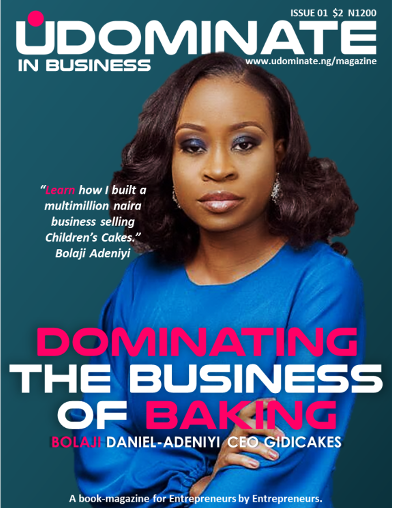 ISSUE 01 $2 N1200
UDOMINATE
IN BUSINESS
www.udominate.ng/magazine
"Learn how I built a
multimillion naira
business selling
Children's Cakes."
Bolaji Adeniyi
DOMINATING
THE BUSINESS
OF BAKING
BOLAJI DANIEL-ADENIYI CEO GIDICAKES
A book-magazine for Entrepreneurs by Entrepreneurs.